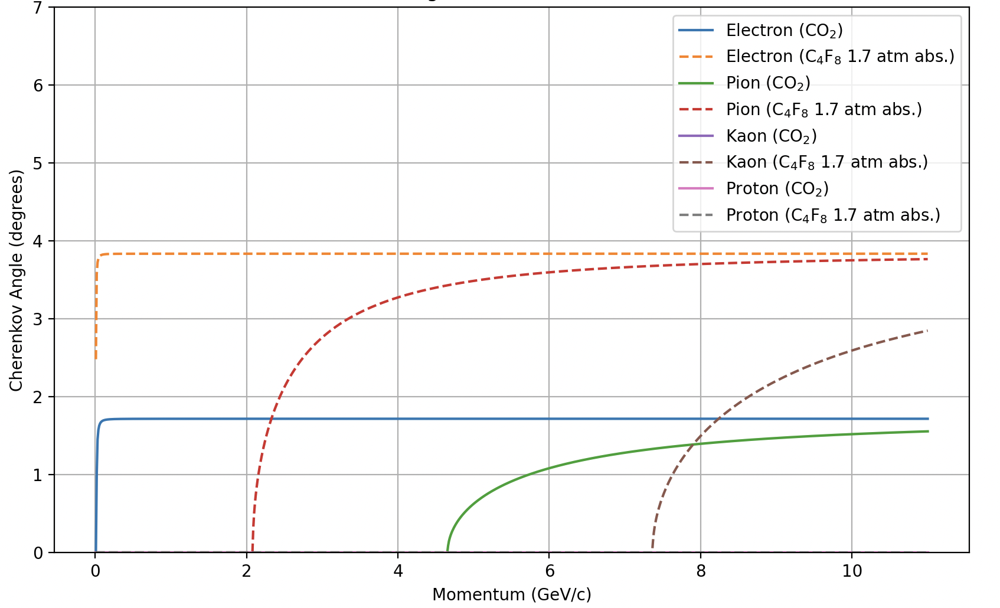 7
6
5
4
3
2
1
0
Cherenkov Angle (degrees)
Electron (CO₂)
Electron (C₄F₈ 1.7 atm abs.)
Pion (CO₂)
Pion (C₄F₈ 1.7 atm abs.)
Kaon (CO₂)
Kaon (C₄F₈ 1.7 atm abs.)
Proton (CO₂)
Proton (C₄F₈ 1.7 atm abs.)
0 2 4 6 8 10
Momentum (GeV/c)